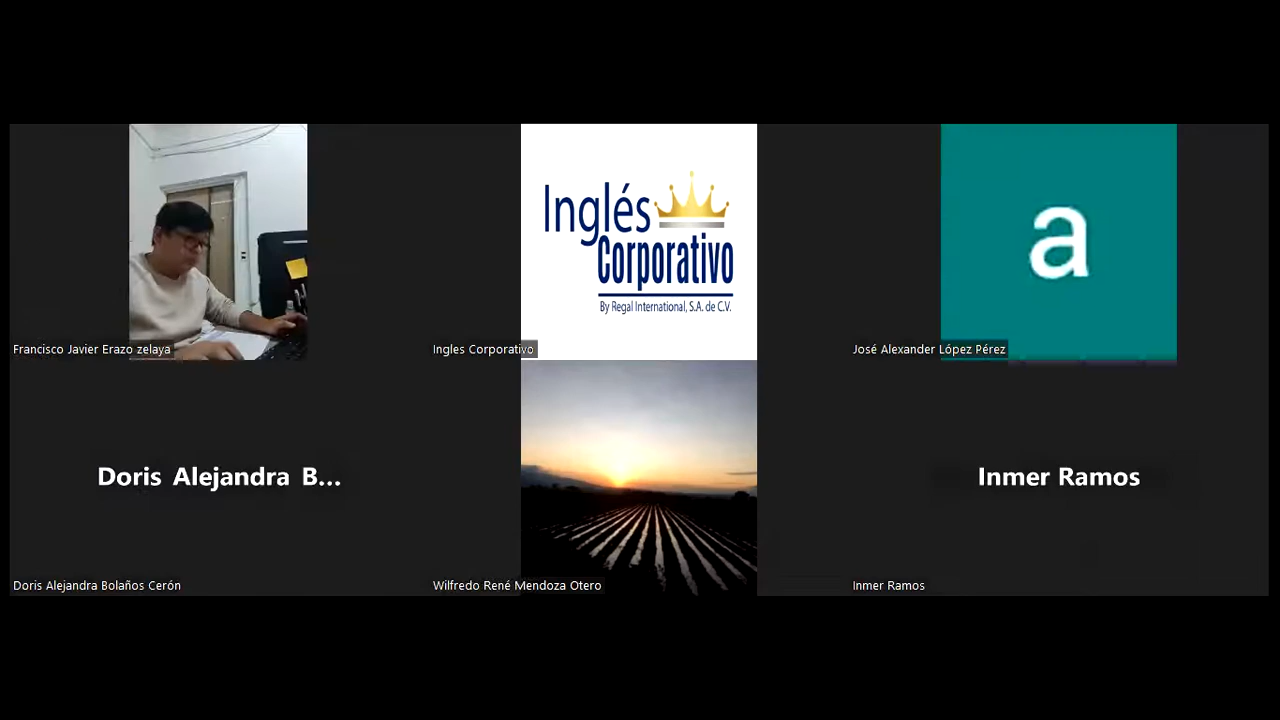 Inglés
Corporativo
By Regal International, S.A. de C.V.
a
Francisco Javier Erazo zelaya
Ingles Corporativo
José Alexander López Pérez
Doris Alejandra B...
Inmer Ramos
Doris Alejandra Bolaños Cerón
Wilfredo René Mendoza Otero
Inmer Ramos